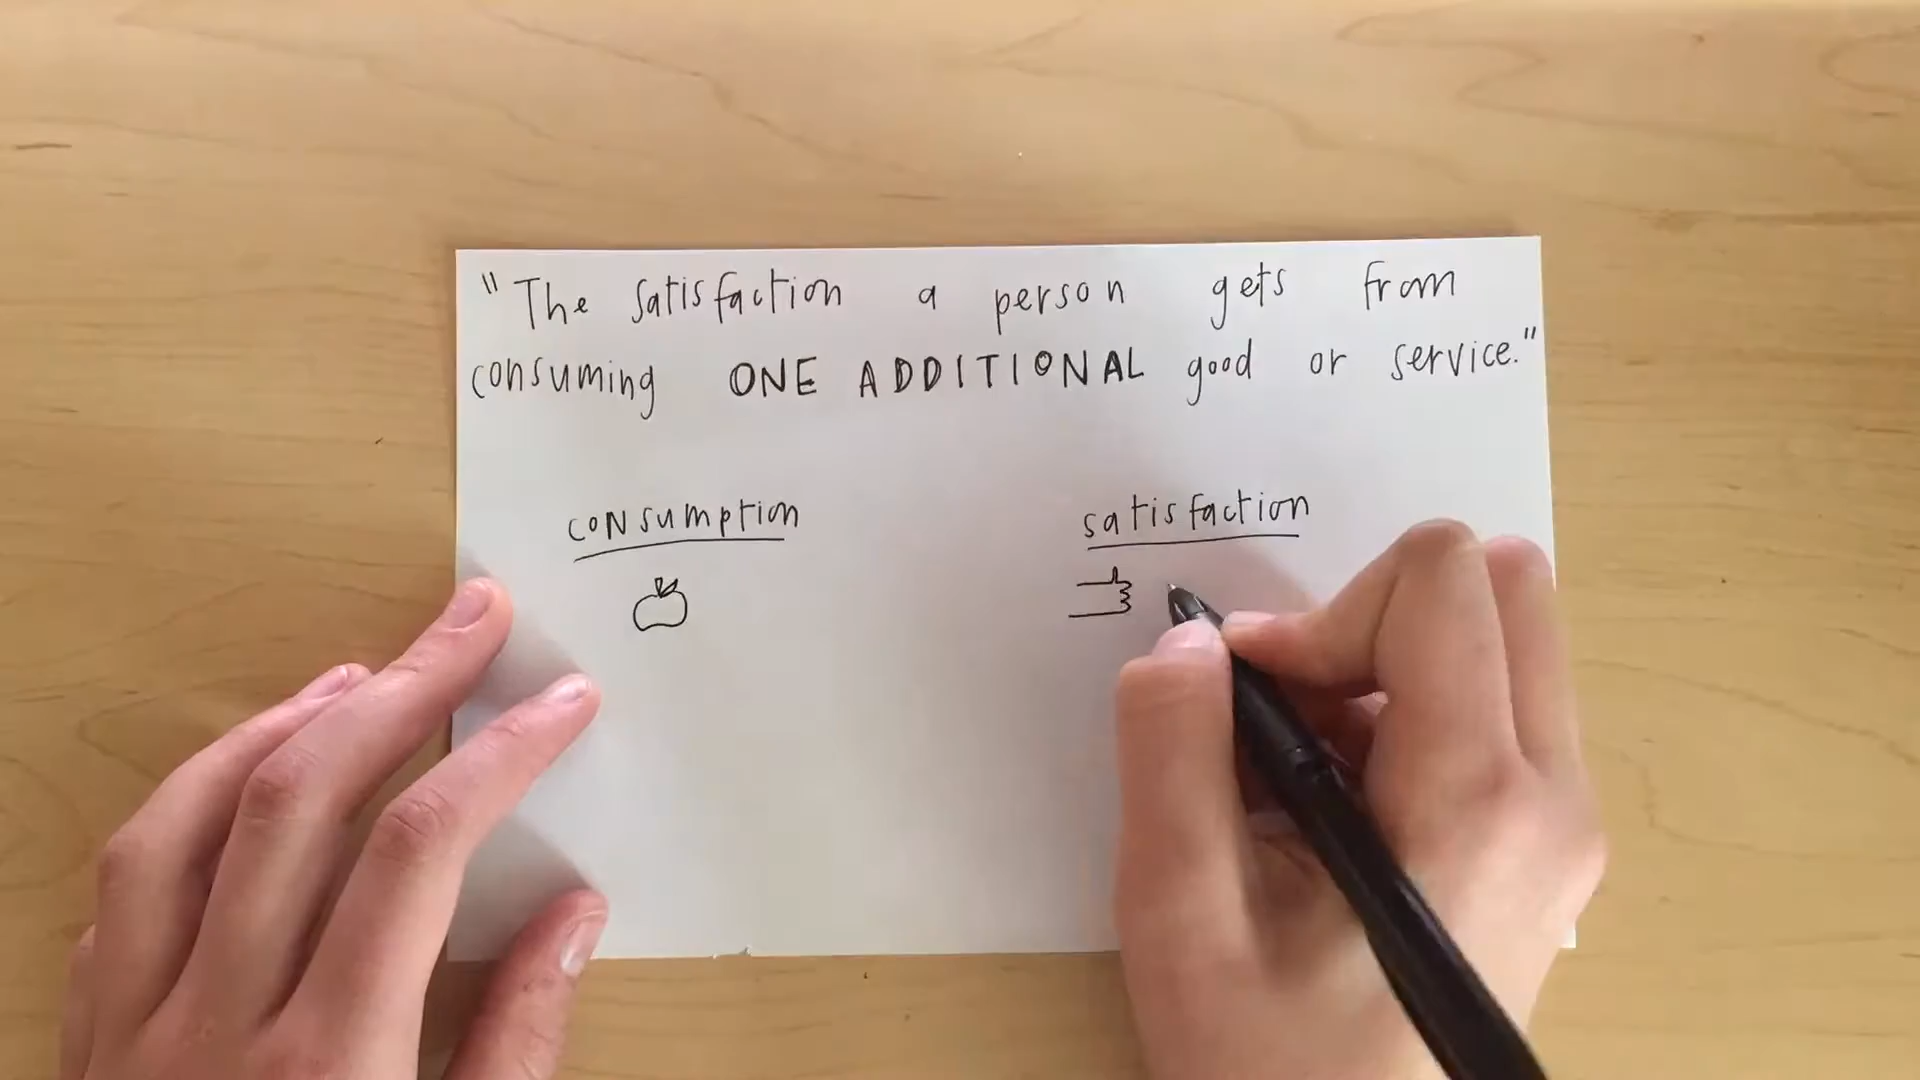 "The satisfaction a person gets from
consuming ONE ADDITIONAL good or service."
consumption satisfaction